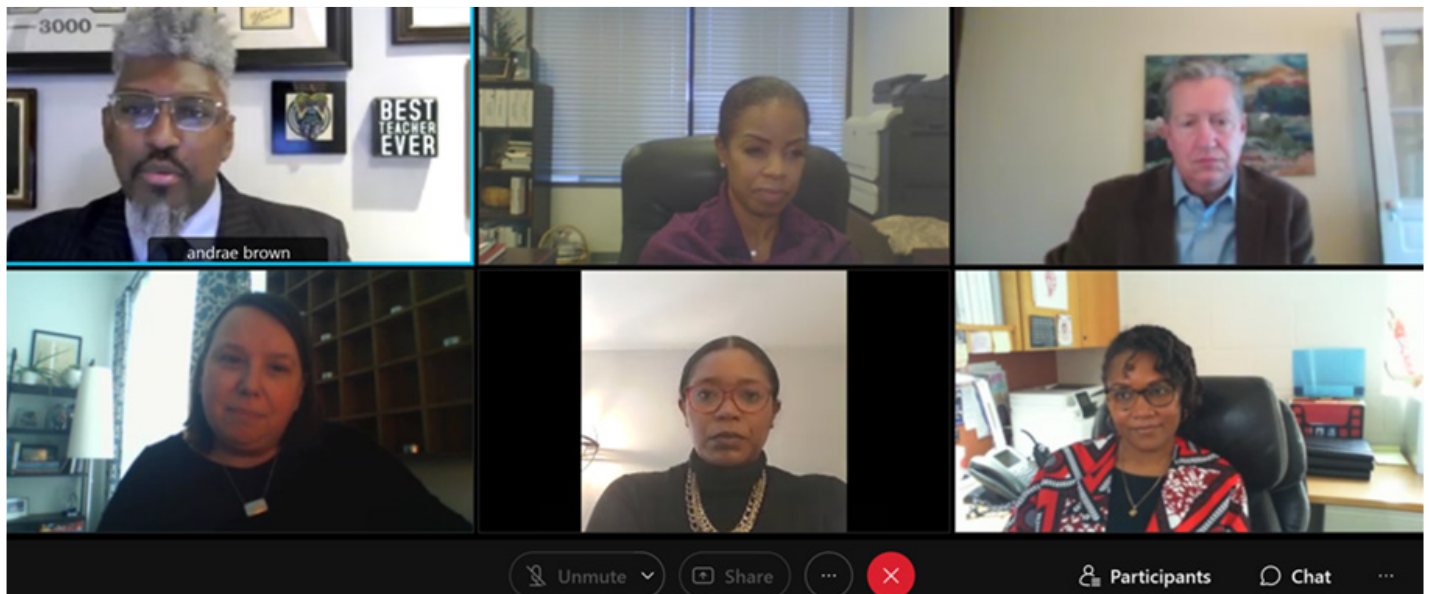 3000
BEST
TEACHER
EVER
andrae brown
Unmute
Share
Participants
Chat